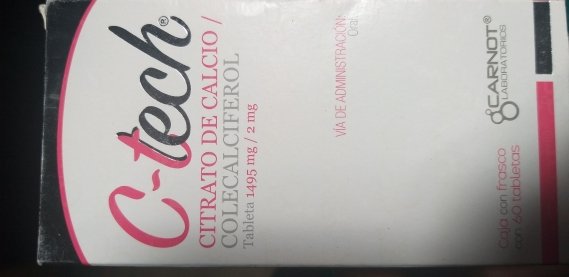 C-tech®
CITRATO DE CALCIO /
COLECALCIFEROL
Tableta 1495 mg / 2 mg
VÍA DE ADMINISTRACIÓN:
Oral
Caja con frasco
con 60 tabletas
CARNOT®
LABORATORIOS